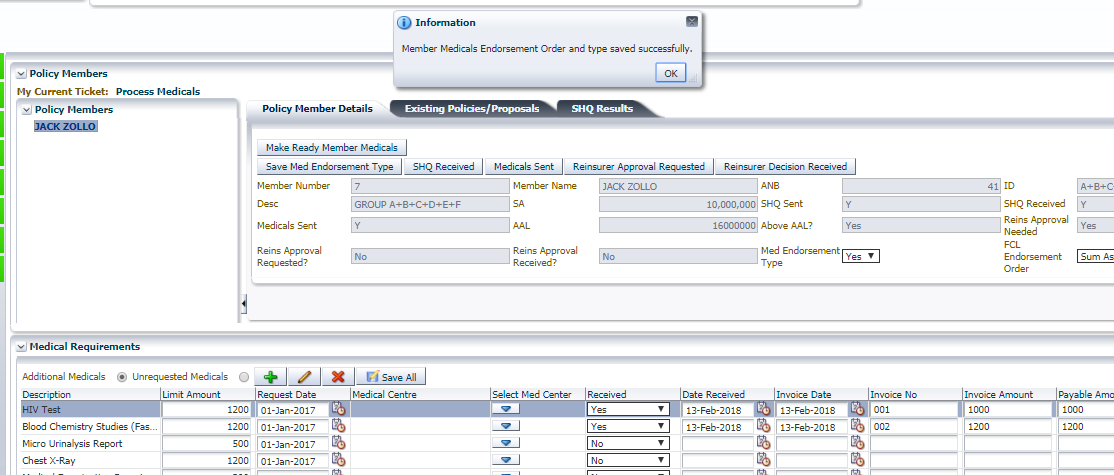 Information
Member Medicals Endorsement Order and type saved successfully.
OK
Policy Members
My Current Ticket: Process Medicals
Policy Members
JACK ZOLLO
Policy Member Details Existing Policies/Proposals SHQ Results
Make Ready Member Medicals
Save Med Endorsement Type SHQ Received Medicals Sent Reinsurer Approval Requested Reinsurer Decision Received
Member Number 7 Member Name JACK ZOLLO ANB 41 ID A+B+C+
Desc GROUP A+B+C+D+E+F SA 10,000,000 SHQ Sent Y SHQ Received Y
Medicals Sent Y AAL 16000000 Above AAL? Yes Reins Approval Needed Yes
Reins Approval Requested? No Reins Approval Received? No Med Endorsement Type Yes FCL Endorsement Order Sum As
Medical Requirements
Additional Medicals Unrequested Medicals Save All
Description Limit Amount Request Date Medical Centre Select Med Center Received Date Received Invoice Date Invoice No Invoice Amount Payable Amo
HIV Test 1200 01-Jan-2017 Yes 13-Feb-2018 13-Feb-2018 001 1000 1000
Blood Chemistry Studies (Fas... 1200 01-Jan-2017 Yes 13-Feb-2018 13-Feb-2018 002 1200 1200
Micro Urinalysis Report 500 01-Jan-2017 No
Chest X-Ray 1200 01-Jan-2017 No